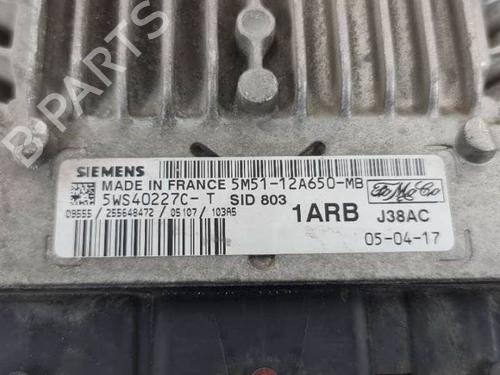 SIEMENS
MADE IN FRANCE 5M51-12A650-MB
5WS40227C- T SID 803
09555 / 255648472 / 05107 / 103A5
1ARB J38AC
05-04-17
FoMoCo
B-PARTS